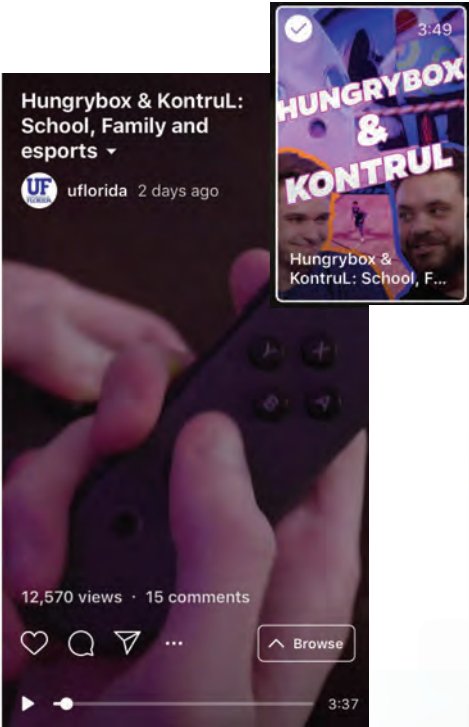 3:49
HUNGRYBOX
&
KONTRUL
Hungrybox &
KontruL: School, F...
Hungrybox & KontruL:
School, Family and
esports
UF
FLORIDA
uflorida 2 days ago
Y X
B A
12,570 views · 15 comments
... Browse
3:37